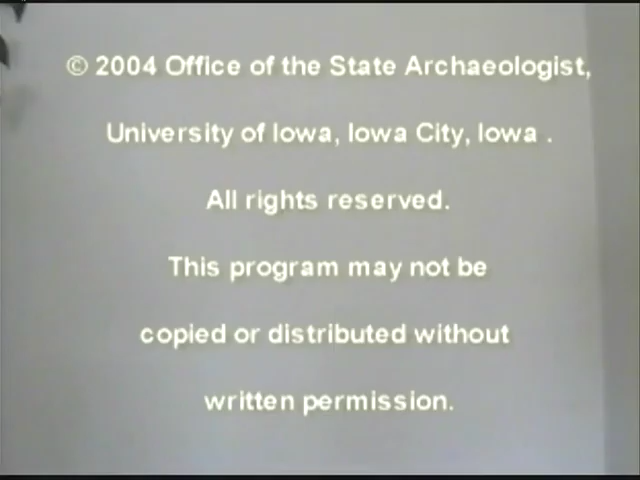 © 2004 Office of the State Archaeologist,
University of Iowa, Iowa City, Iowa .
All rights reserved.
This program may not be
copied or distributed without
written permission.